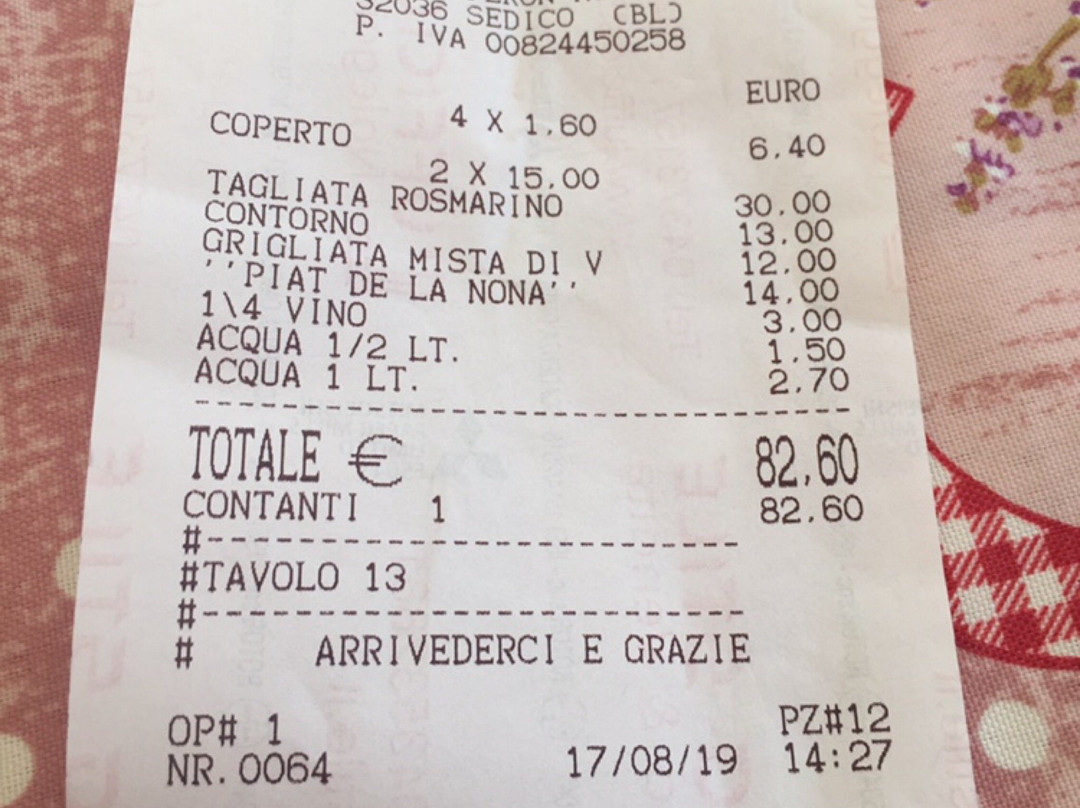 32036 SEDICO (BL)
P. IVA 00824450258
EURO
4 X 1,60
COPERTO 6,40
2 X 15,00
TAGLIATA ROSMARINO 30,00
CONTORNO 13,00
GRIGLIATA MISTA DI V 12,00
''PIAT DE LA NONA'' 14,00
1\4 VINO 3,00
ACQUA 1/2 LT. 1,50
ACQUA 1 LT. 2,70
TOTALE € 82,60
CONTANTI 1 82,60
#--------------------------
#TAVOLO 13
#--------------------------
# ARRIVEDERCI E GRAZIE
OP# 1 PZ#12
NR.0064 17/08/19 14:27